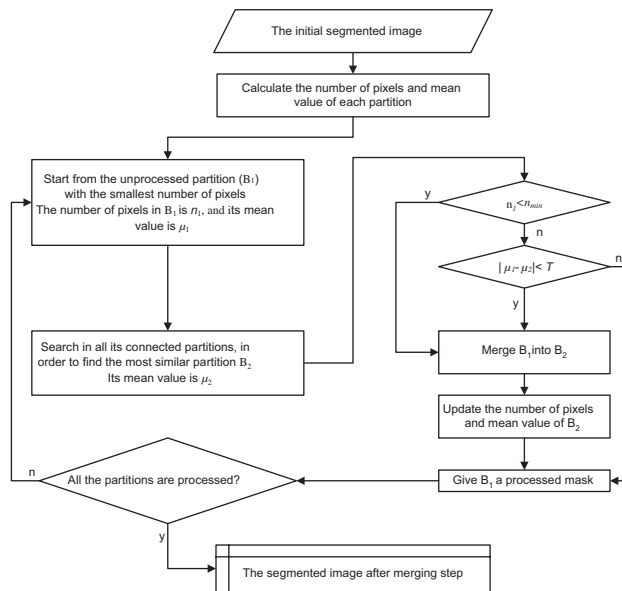 The initial segmented image
Calculate the number of pixels and mean
value of each partition
Start from the unprocessed partition (B₁)
with the smallest number of pixels
The number of pixels in B₁ is n₁, and its mean
value is μ₁
Search in all its connected partitions, in
order to find the most similar partition B₂
Its mean value is μ₂
n₁<nₘᵢₙ
y
n
| μ₁- μ₂|< T
n
y
Merge B₁into B₂
Update the number of pixels
and mean value of B₂
Give B₁ a processed mask
All the partitions are processed?
n
y
The segmented image after merging step